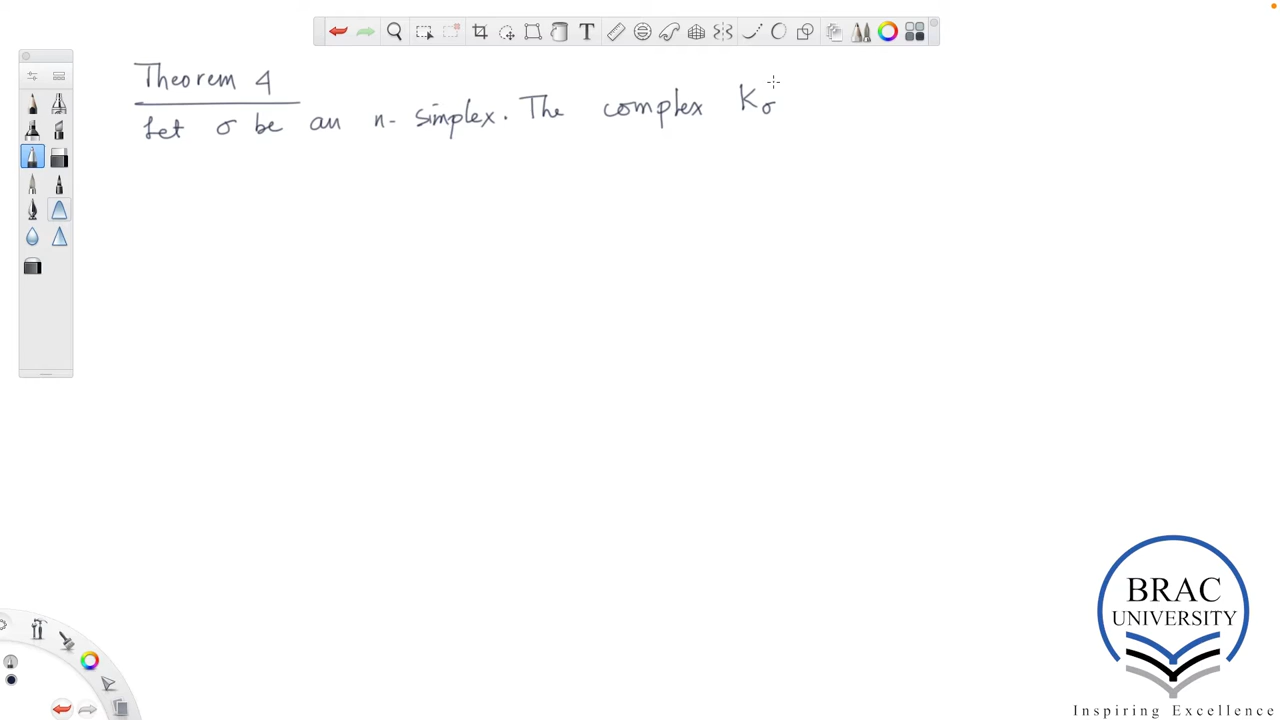 Theorem 4
Let σ be an n- simplex. The complex Kσ
BRAC
UNIVERSITY
Inspiring Excellence